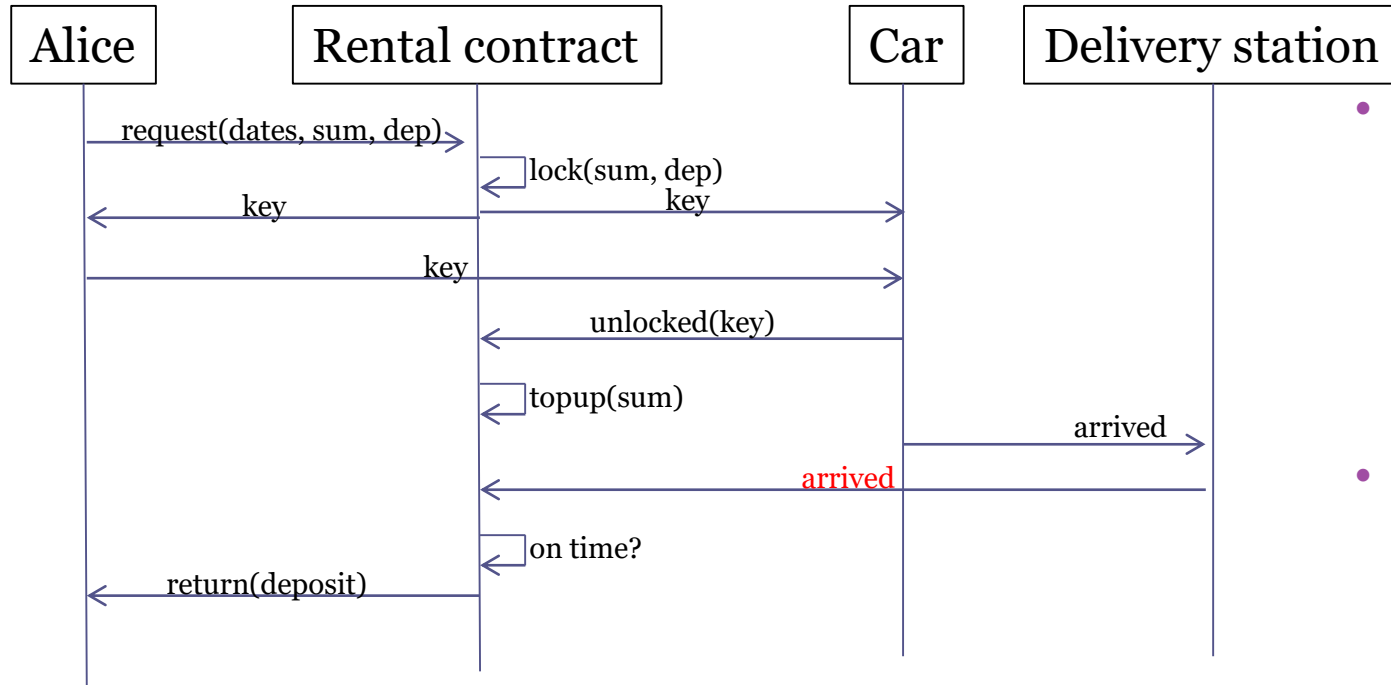 Alice
Rental contract
Car
Delivery station
request(dates, sum, dep)
lock(sum, dep)
key
key
key
unlocked(key)
topup(sum)
arrived
arrived
on time?
return(deposit)